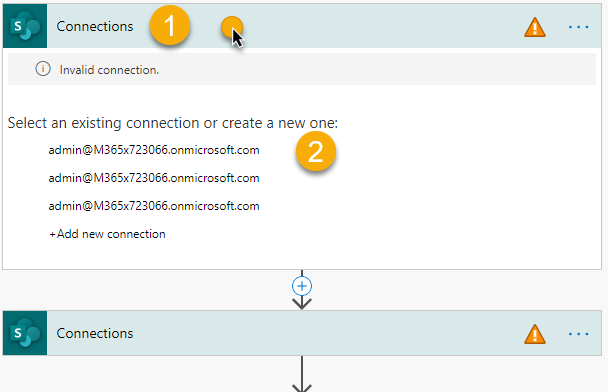 S
Connections
1
Invalid connection.
Select an existing connection or create a new one:
admin@M365x723066.onmicrosoft.com
2
admin@M365x723066.onmicrosoft.com
admin@M365x723066.onmicrosoft.com
+Add new connection
S
Connections